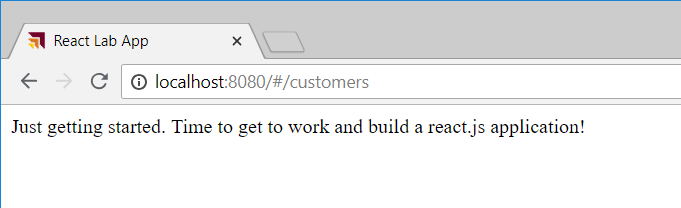 React Lab App
localhost:8080/#/customers
Just getting started. Time to get to work and build a react.js application!